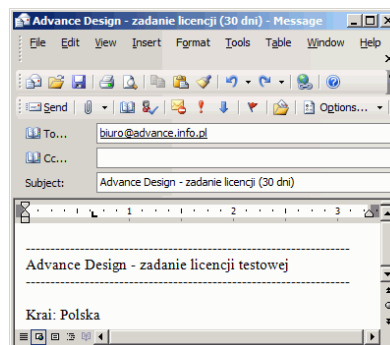 Advance Design - zadanie licencji (30 dni) - Message
File Edit View Insert Format Tools Table Window Help
Send Options...
To... biuro@advance.info.pl
Cc...
Subject: Advance Design - zadanie licencji (30 dni)
1 2 3
Advance Design - zadanie licencji testowej
Kraj: Polska